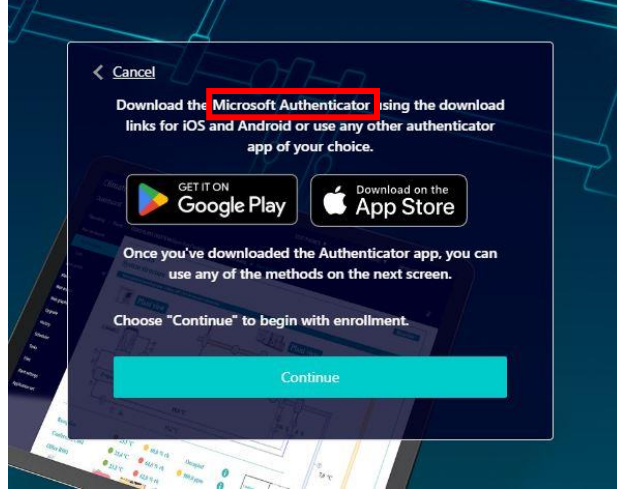 Cancel
Download the Microsoft Authenticator using the download
links for iOS and Android or use any other authenticator
app of your choice.
GET IT ON
Google Play
Download on the
App Store
Once you've downloaded the Authenticator app, you can
use any of the methods on the next screen.
Choose "Continue" to begin with enrollment.
Continue